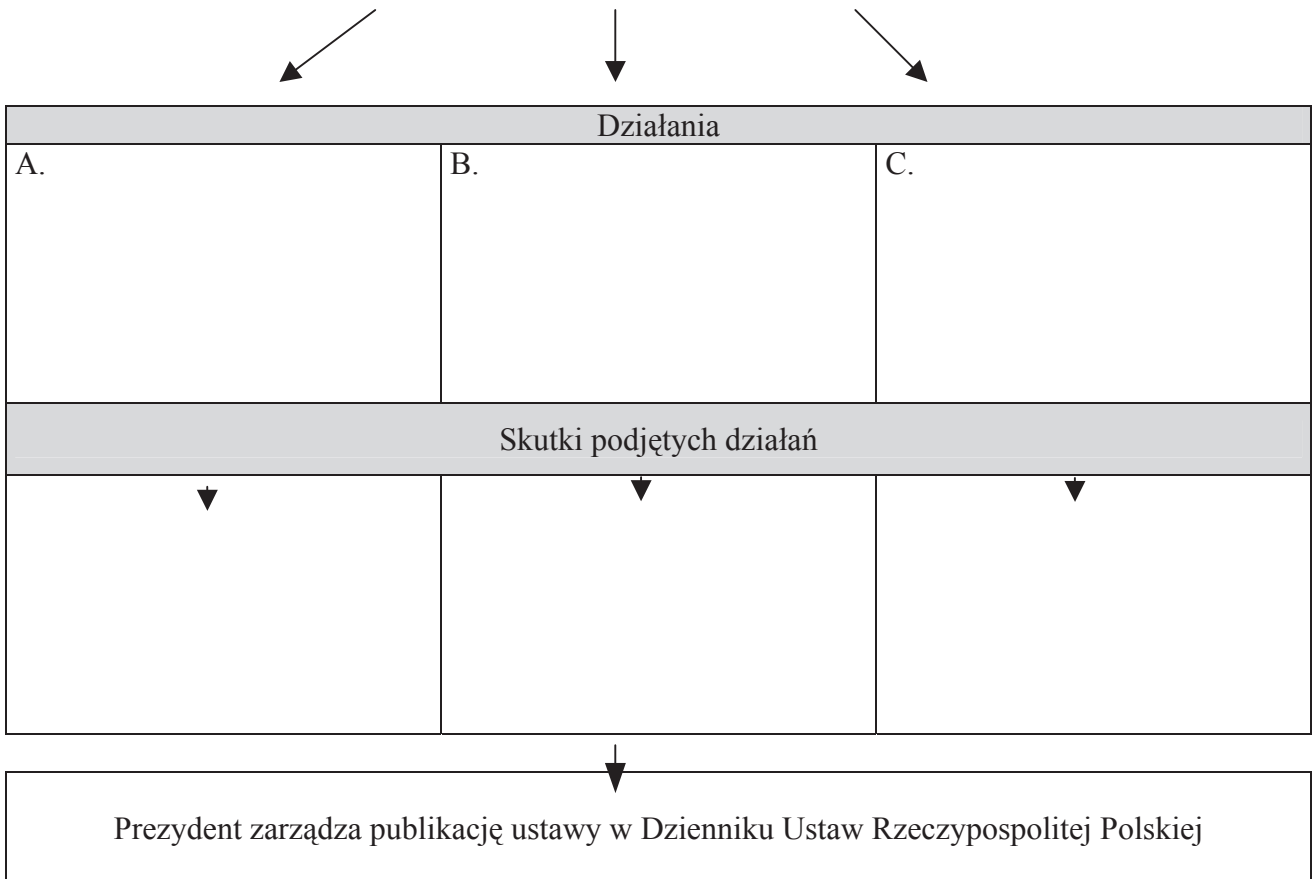 Działania
A.
B.
C.
Skutki podjętych działań
Prezydent zarządza publikację ustawy w Dzienniku Ustaw Rzeczypospolitej Polskiej